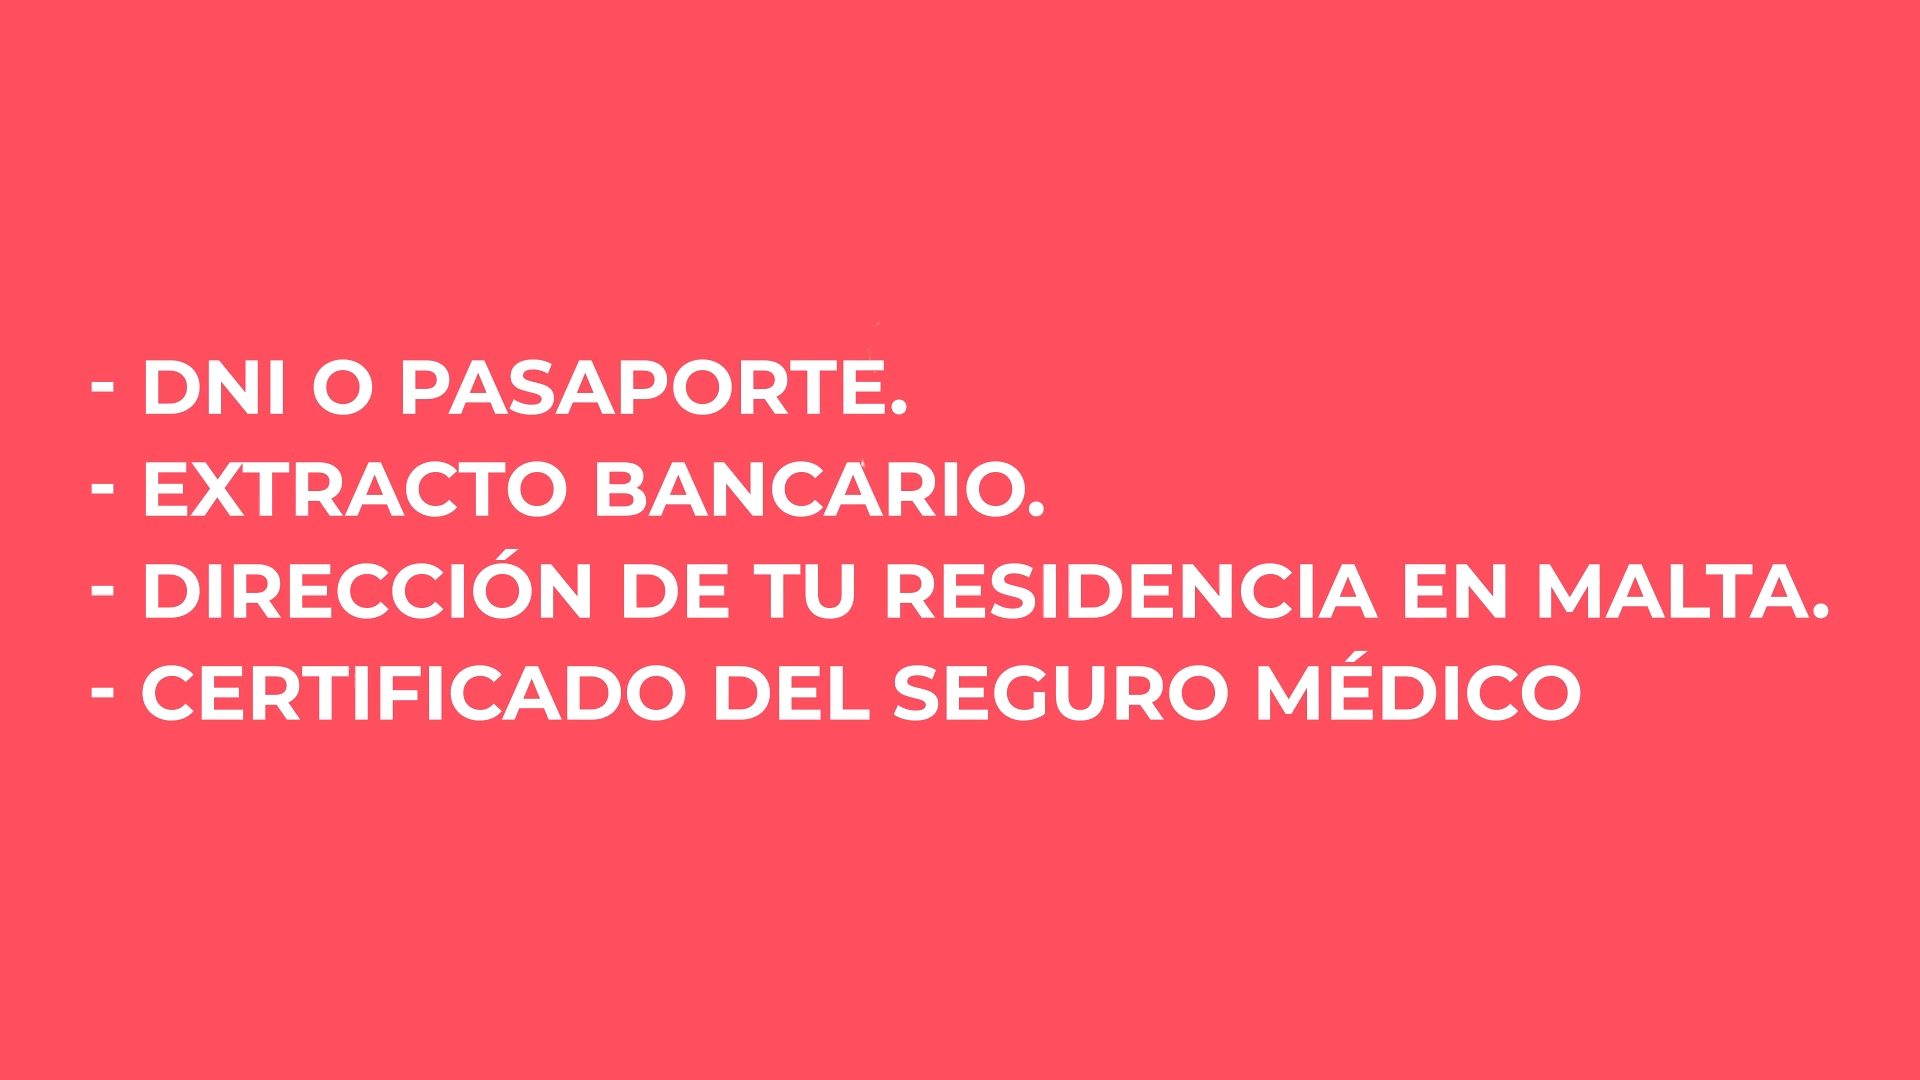 - DNI O PASAPORTE.
- EXTRACTO BANCARIO.
- DIRECCIÓN DE TU RESIDENCIA EN MALTA.
- CERTIFICADO DEL SEGURO MÉDICO